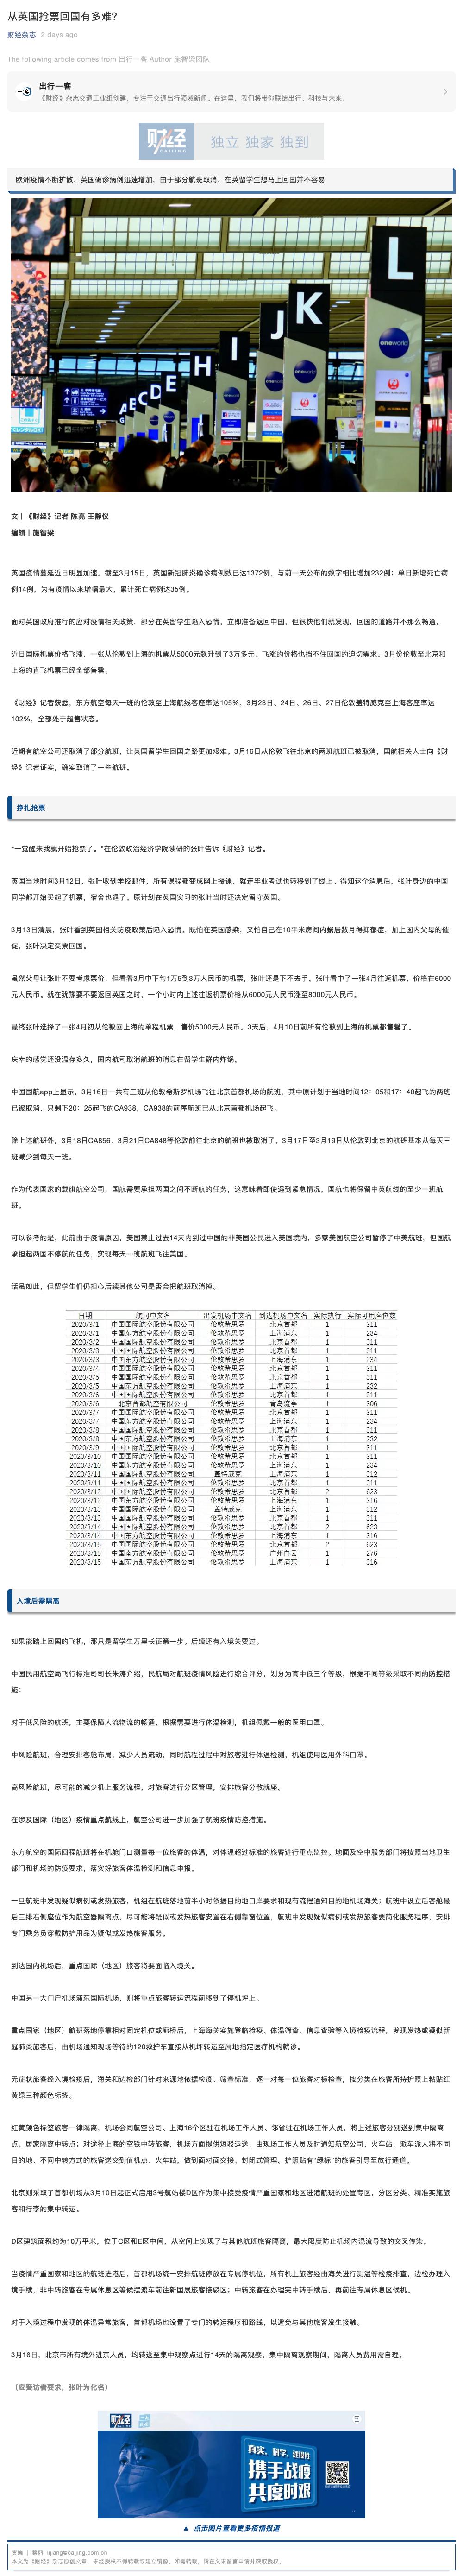 从英国抢票回国有多难?
财经杂志 2 days ago
The following article comes from 出行一客 Author 施智梁团队
出行一客
《财经》杂志交通工业组创建，专注于交通出行领域新闻。在这里，我们将带你联结出行、科技与未来。
财经 独立 独家 独到
CAIJING
欧洲疫情不断扩散，英国确诊病例迅速增加，由于部分航班取消，在英留学生想马上回国并不容易
A B C D E H I J K L
oneworld
文丨《财经》记者 陈亮 王静仪
编辑丨施智梁
英国疫情蔓延近日明显加速。截至3月15日，英国新冠肺炎确诊病例数已达1372例，与前一天公布的数字相比增加232例；单日新增死亡病
例14例，为有疫情以来增幅最大，累计死亡病例达35例。
面对英国政府推行的应对疫情相关政策，部分在英留学生陷入恐慌，立即准备返回中国，但很快他们就发现，回国的道路并不那么畅通。
近日国际机票价格飞涨，一张从伦敦到上海的机票从5000元飙升到了3万多元。飞涨的价格也挡不住回国的迫切需求。3月份伦敦至北京和
上海的直飞机票已经全部售罄。
《财经》记者获悉，东方航空每天一班的伦敦至上海航线客座率达105%，3月23日、24日、26日、27日伦敦盖特威克至上海客座率达
102%，全部处于超售状态。
近期有航空公司还取消了部分航班，让英国留学生回国之路更加艰难。3月16日从伦敦飞往北京的两班航班已被取消，国航相关人士向《财
经》记者证实，确实取消了一些航班。
挣扎抢票
“一觉醒来我就开始抢票了。”在伦敦政治经济学院读研的张叶告诉《财经》记者。
英国当地时间3月12日，张叶收到学校邮件，所有课程都变成网上授课，就连毕业考试也转移到了线上。得知这个消息后，张叶身边的中国
同学都开始买起了机票，宿舍也退了。原计划在英国实习的张叶当时还决定留守英国。
3月13日清晨，张叶看到英国相关防疫政策后陷入恐慌。既怕在英国感染，又怕自己在10平米房间内蜗居数月得抑郁症，加上国内父母的催
促，张叶决定买票回国。
虽然父母让张叶不要考虑票价，但看着3月中下旬1万5到3万人民币的机票，张叶还是下不去手。张叶看中了一张4月往返机票，价格在6000
元人民币。就在犹豫要不要返回英国之时，一个小时内上述往返机票价格从6000元人民币涨至8000元人民币。
最终张叶选择了一张4月初从伦敦回上海的单程机票，售价5000元人民币。3天后，4月10日前所有伦敦到上海的机票都售罄了。
庆幸的感觉还没温存多久，国内航司取消航班的消息在留学生群内炸锅。
中国国航app上显示，3月16日一共有三班从伦敦希斯罗机场飞往北京首都机场的航班，其中原计划于当地时间12：05和17：40起飞的两班
已被取消，只剩下20：25起飞的CA938，CA938的前序航班已从北京首都机场起飞。
除上述航班外，3月18日CA856、3月21日CA848等伦敦前往北京的航班也被取消了。3月17日至3月19日从伦敦到北京的航班基本从每天三
班减少到每天一班。
作为代表国家的载旗航空公司，国航需要承担两国之间不断航的任务，这意味着即使遇到紧急情况，国航也将保留中英航线的至少一班航
班。
可以参考的是，此前由于疫情原因，美国禁止过去14天内到过中国的非美国公民进入美国境内，多家美国航空公司暂停了中美航班，但国航
承担起两国不停航的任务，实现每天一班航班飞往美国。
话虽如此，但留学生们仍担心后续其他公司是否会把航班取消掉。
日期 航司中文名 出发机场中文名 到达机场中文名 实际执行 实际可用座位数
2020/3/1 中国国际航空股份有限公司 伦敦希思罗 北京首都 1 311
2020/3/1 中国东方航空股份有限公司 伦敦希思罗 上海浦东 1 234
2020/3/2 中国国际航空股份有限公司 伦敦希思罗 北京首都 1 311
2020/3/3 中国国际航空股份有限公司 伦敦希思罗 北京首都 1 311
2020/3/3 中国东方航空股份有限公司 伦敦希思罗 上海浦东 1 234
2020/3/4 中国国际航空股份有限公司 伦敦希思罗 北京首都 1 311
2020/3/5 中国国际航空股份有限公司 伦敦希思罗 北京首都 1 311
2020/3/5 中国东方航空股份有限公司 伦敦希思罗 上海浦东 1 232
2020/3/6 中国国际航空股份有限公司 伦敦希思罗 北京首都 1 311
2020/3/6 北京首都航空有限公司 伦敦希思罗 青岛流亭 1 306
2020/3/7 中国国际航空股份有限公司 伦敦希思罗 北京首都 1 311
2020/3/7 中国东方航空股份有限公司 伦敦希思罗 上海浦东 1 234
2020/3/8 中国国际航空股份有限公司 伦敦希思罗 北京首都 1 311
2020/3/8 中国东方航空股份有限公司 伦敦希思罗 上海浦东 1 232
2020/3/9 中国国际航空股份有限公司 伦敦希思罗 北京首都 1 311
2020/3/10 中国国际航空股份有限公司 伦敦希思罗 北京首都 1 311
2020/3/10 中国东方航空股份有限公司 伦敦希思罗 上海浦东 1 234
2020/3/11 中国国际航空股份有限公司 盖特威克 上海浦东 1 312
2020/3/11 中国国际航空股份有限公司 伦敦希思罗 北京首都 1 311
2020/3/12 中国国际航空股份有限公司 伦敦希思罗 北京首都 2 623
2020/3/12 中国东方航空股份有限公司 伦敦希思罗 上海浦东 1 316
2020/3/13 中国国际航空股份有限公司 盖特威克 上海浦东 1 312
2020/3/13 中国国际航空股份有限公司 伦敦希思罗 北京首都 1 311
2020/3/14 中国国际航空股份有限公司 伦敦希思罗 北京首都 2 623
2020/3/14 中国东方航空股份有限公司 伦敦希思罗 上海浦东 1 316
2020/3/15 中国国际航空股份有限公司 伦敦希思罗 北京首都 2 623
2020/3/15 中国南方航空股份有限公司 伦敦希思罗 广州白云 1 276
2020/3/15 中国东方航空股份有限公司 伦敦希思罗 上海浦东 1 316
入境后需隔离
如果能踏上回国的飞机，那只是留学生万里长征第一步。后续还有入境关要过。
中国民用航空局飞行标准司司长朱涛介绍，民航局对航班疫情风险进行综合评分，划分为高中低三个等级，根据不同等级采取不同的防控措
施：
对于低风险的航班，主要保障人流物流的畅通，根据需要进行体温检测，机组佩戴一般的医用口罩。
中风险航班，合理安排客舱布局，减少人员流动，同时航程过程中对旅客进行体温检测，机组使用医用外科口罩。
高风险航班，尽可能的减少机上服务流程，对旅客进行分区管理，安排旅客分散就座。
在涉及国际（地区）疫情重点航线上，航空公司进一步加强了航班疫情防控措施。
东方航空的国际回程航班将在机舱门口测量每一位旅客的体温，对体温超过标准的旅客进行重点监控。地面及空中服务部门将按照当地卫生
部门和机场的防疫要求，落实好旅客体温检测和信息申报。
一旦航班中发现疑似病例或发热旅客，机组在航班落地前半小时依据目的地口岸要求和现有流程通知目的地机场海关；航班中设立后客舱最
后三排右侧座位作为航空器隔离点，尽可能将疑似或发热旅客安置在右侧靠窗位置，航班中发现疑似病例或发热旅客要简化服务程序，安排
专门乘务员穿戴防护用品为疑似或发热旅客服务。
到达国内机场后，重点国际（地区）旅客将要面临入境关。
中国另一大门户机场浦东国际机场，则将重点旅客转运流程前移到了停机坪上。
重点国家（地区）航班落地停靠相对固定机位或廊桥后，上海海关实施登临检疫、体温筛查、信息查验等入境检疫流程，发现发热或疑似新
冠肺炎旅客后，由机场通知现场等待的120救护车直接从机坪转运至属地指定医疗机构就诊。
无症状旅客经入境检疫后，海关和边检部门针对来源地依据检疫、筛查标准，逐一对每一位旅客对标检查，按分类在旅客所持护照上粘贴红
黄绿三种颜色标签。
红黄颜色标签旅客一律隔离，机场会同航空公司、上海16个区驻在机场工作人员、邻省驻在机场工作人员，将上述旅客分别送到集中隔离
点、居家隔离中转点；对途径上海的空铁中转旅客，机场方面提供短驳运送，由现场工作人员及时通知航空公司、火车站，派车派人将不同
目的地、不同中转方式的旅客送交到值机点、火车站，做到面对面交接、封闭式管理。护照贴有“绿标”的旅客引导至放行通道。
北京则采取了首都机场从3月10日起正式启用3号航站楼D区作为集中接受疫情严重国家和地区进港航班的处置专区，分区分类、精准实施旅
客和行李的集中转运。
D区建筑面积约为10万平米，位于C区和E区中间，从空间上实现了与其他航班旅客隔离，最大限度防止机场内混流导致的交叉传染。
当疫情严重国家和地区的航班进港后，首都机场统一安排航班停放在专属停机位，所有机上旅客经由海关进行测温等检疫排查，边检办理入
境手续，非中转旅客在专属休息区等候摆渡车前往新国展旅客接驳区；中转旅客在办理完中转手续后，再前往专属休息区候机。
对于入境过程中发现的体温异常旅客，首都机场也设置了专门的转运程序和路线，以避免与其他旅客发生接触。
3月16日，北京市所有境外进京人员，均转送至集中观察点进行14天的隔离观察，集中隔离观察期间，隔离人员费用需自理。
（应受访者要求，张叶为化名）
财经
真实、科学、建设性
携手战疫
共度时艰
▲ 点击图片查看更多疫情报道
责编 | 蒋丽 lijiang@caijing.com.cn
本文为《财经》杂志原创文章，未经授权不得转载或建立镜像。如需转载，请在文末留言申请并获取授权。